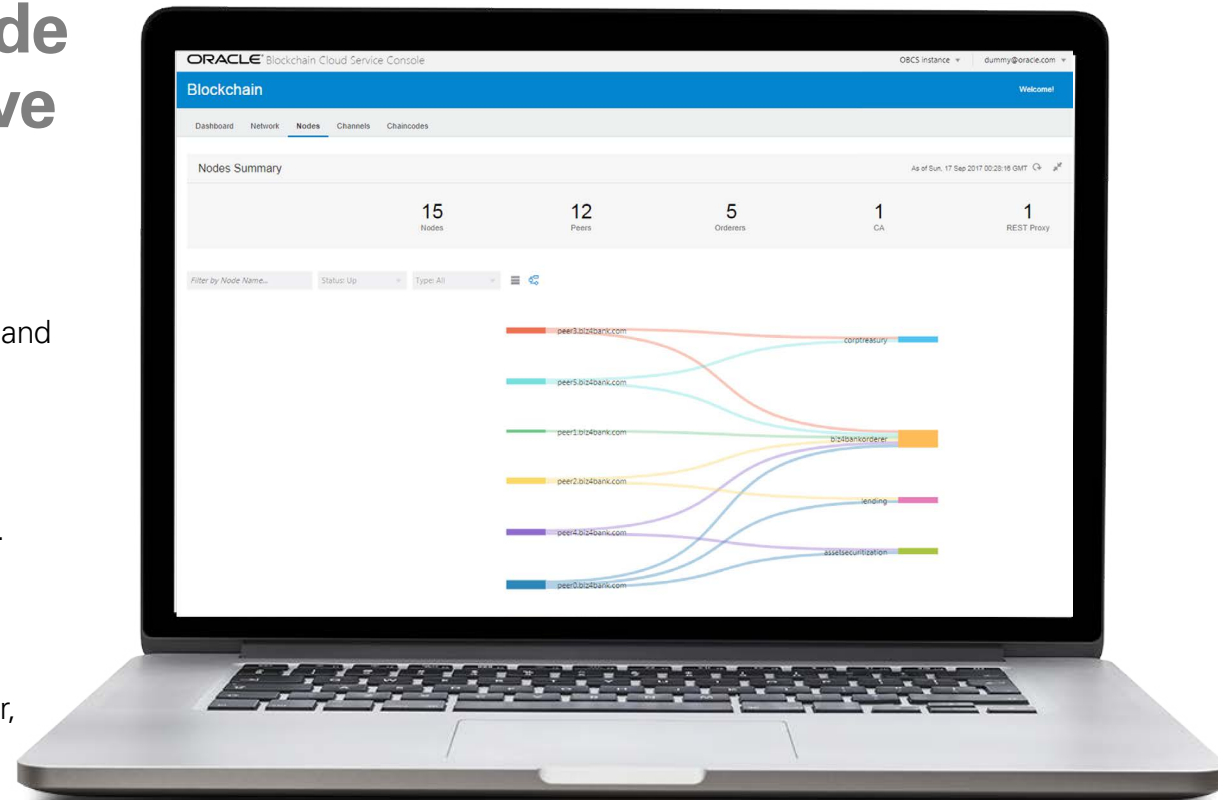 de
ve
and
r,
ORACLE Blockchain Cloud Service Console
OBCS instance
dummy@oracle.com
Blockchain
Welcome!
Dashboard Network Nodes Channels Chaincodes
Nodes Summary
As of Sun, 17 Sep 2017 00:28:16 GMT
15 12 5 1 1
Nodes Peers Orderers CA REST Proxy
Filter by Node Name... Status: Up Type: All
peer3.biz4bank.com
corptreasury
peer5.biz4bank.com
peer1.biz4bank.com
biz4bankorderer
peer2.biz4bank.com
lending
peer4.biz4bank.com
assetsecuritization
peer0.biz4bank.com